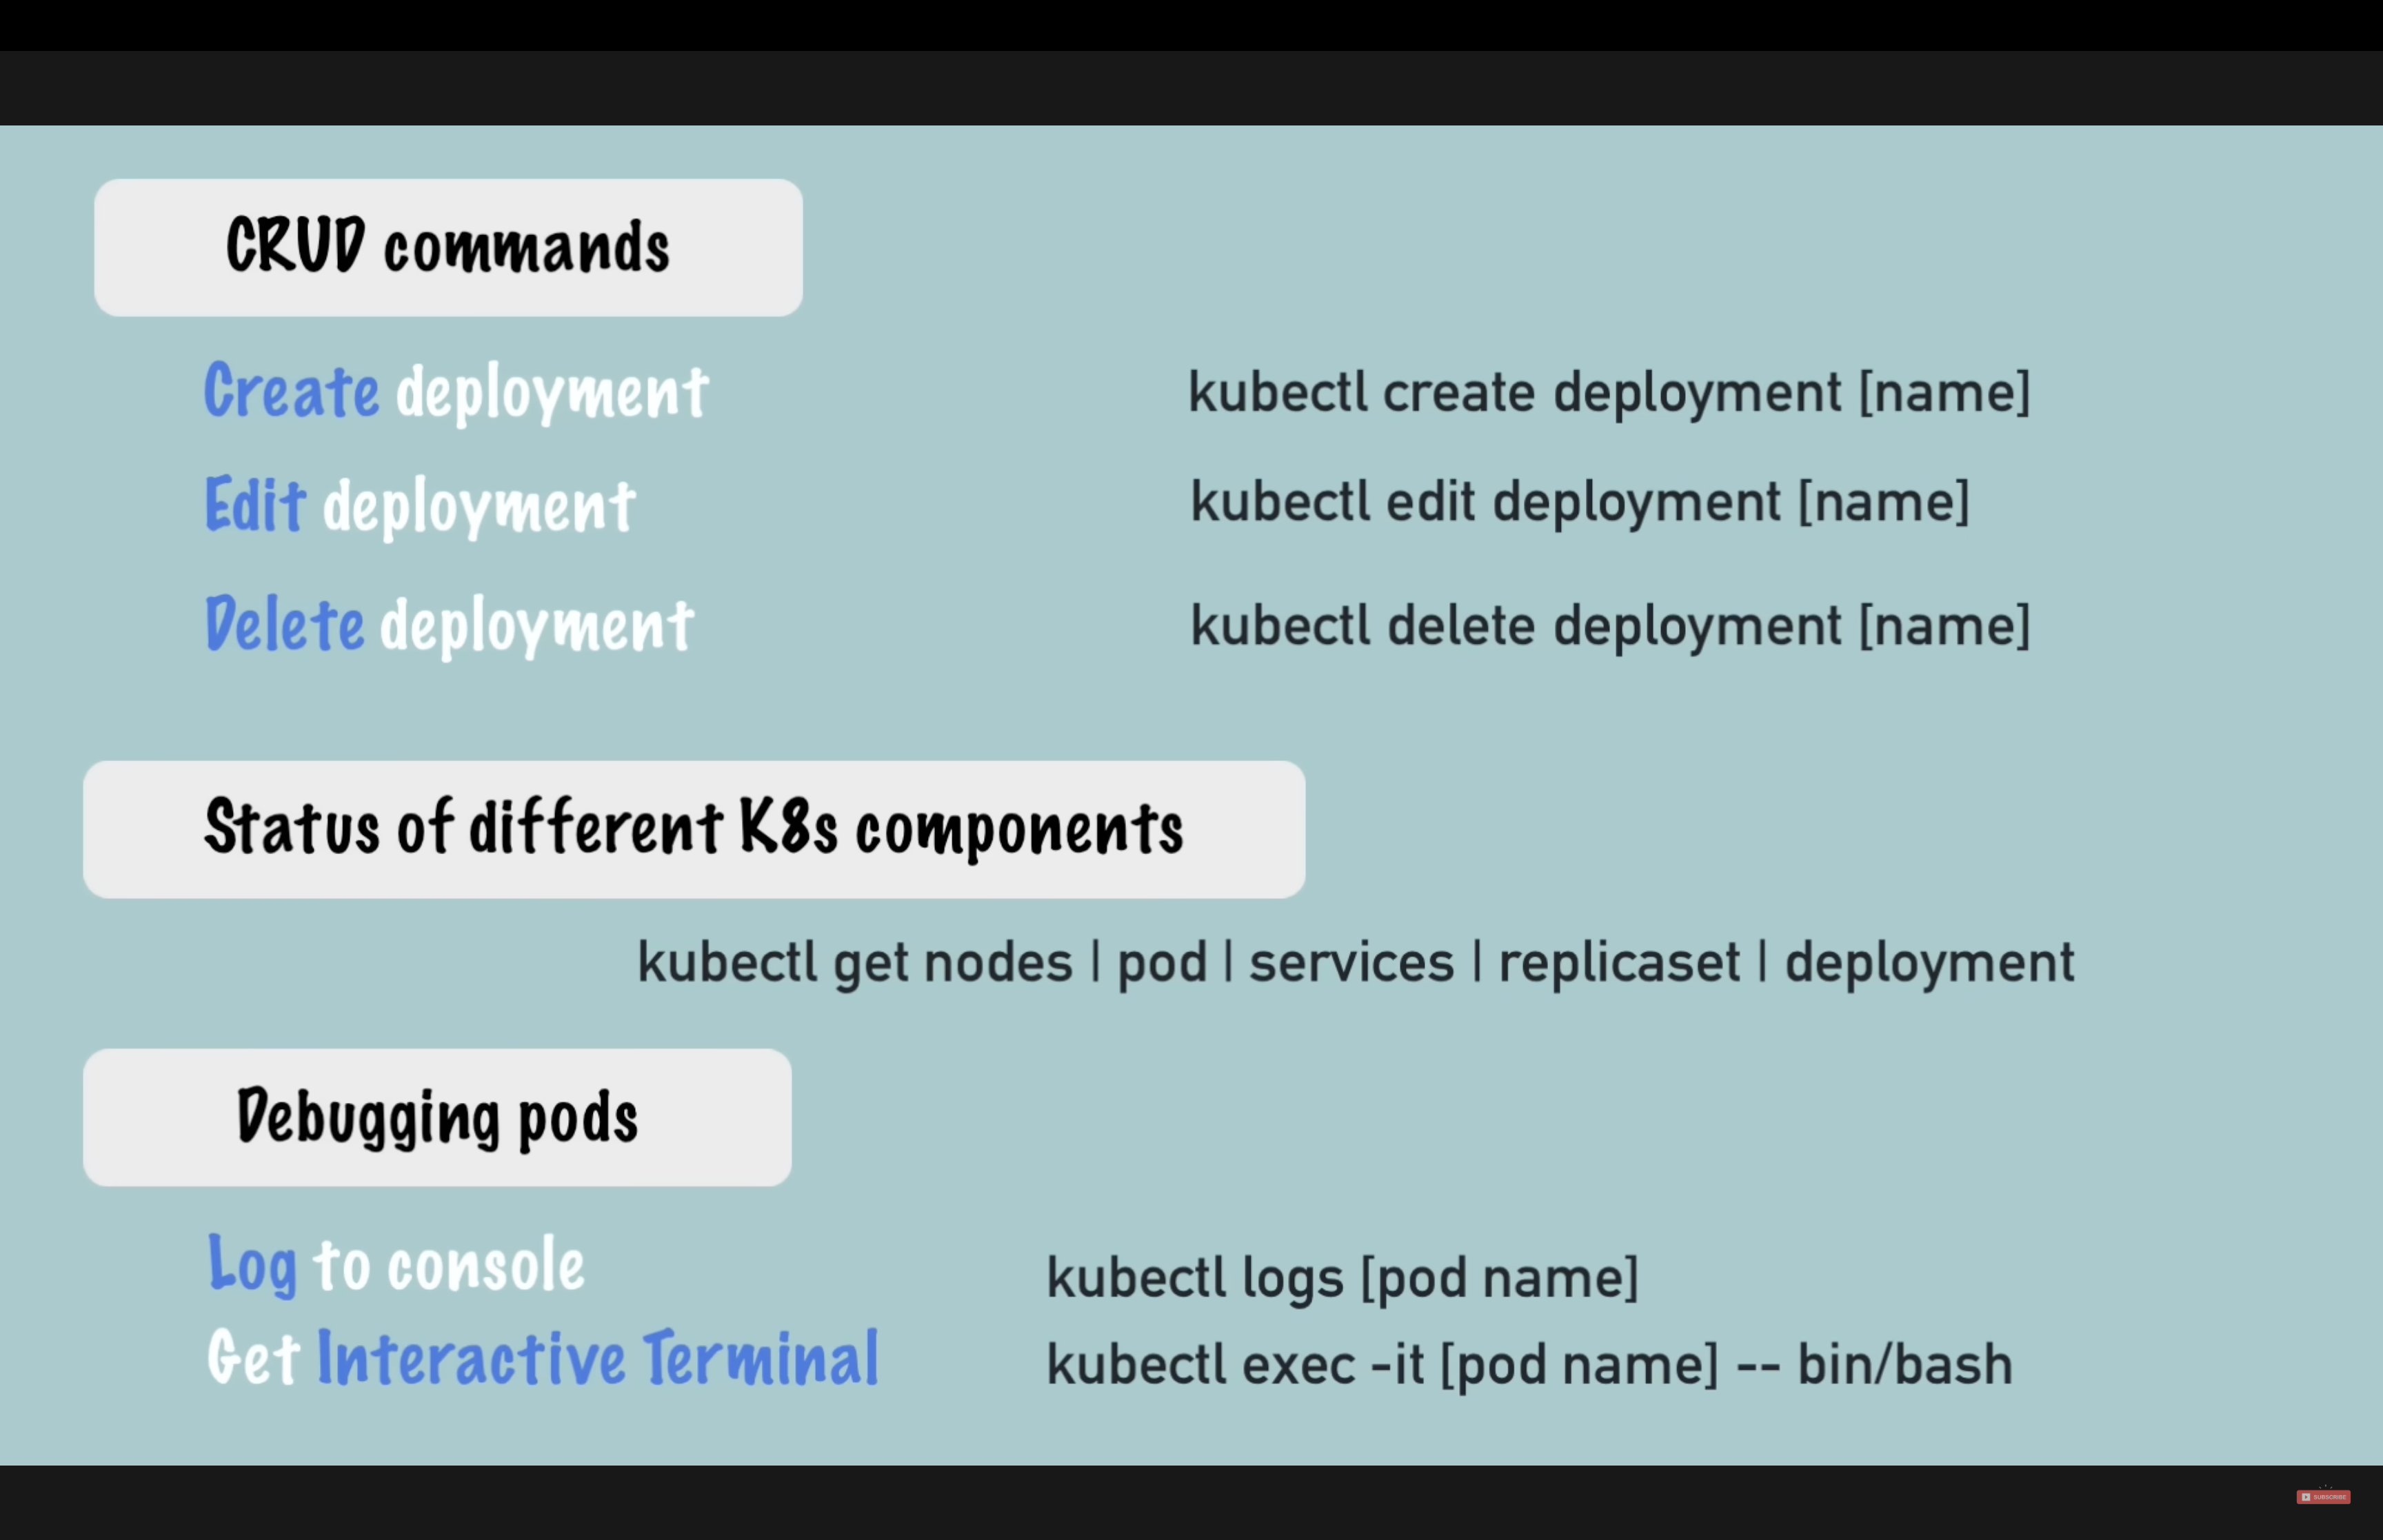 CRUD commands
Create deployment kubectl create deployment [name]
Edit deployment kubectl edit deployment [name]
Delete deployment kubectl delete deployment [name]
Status of different K8s components
kubectl get nodes | pod | services | replicaset | deployment
Debugging pods
Log to console kubectl logs [pod name]
Get Interactive Terminal kubectl exec -it [pod name] -- bin/bash
SUBSCRIBE